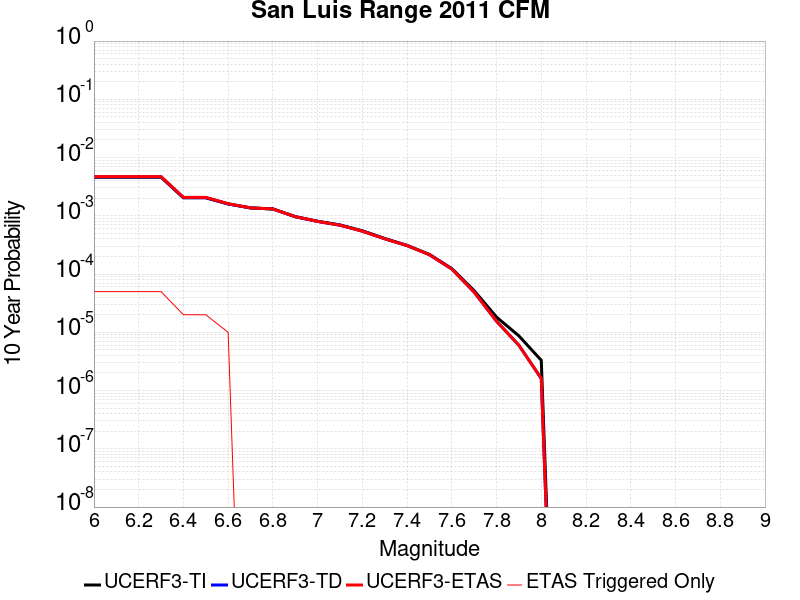 San Luis Range 2011 CFM
10 0
10 -1
10 -2
10 -3
10 -4
10 -5
10 -6
10 -7
10 -8
10 Year Probability
6 6.2 6.4 6.6 6.8 7 7.2 7.4 7.6 7.8 8 8.2 8.4 8.6 8.8 9
Magnitude
UCERF3-TI UCERF3-TD UCERF3-ETAS ETAS Triggered Only